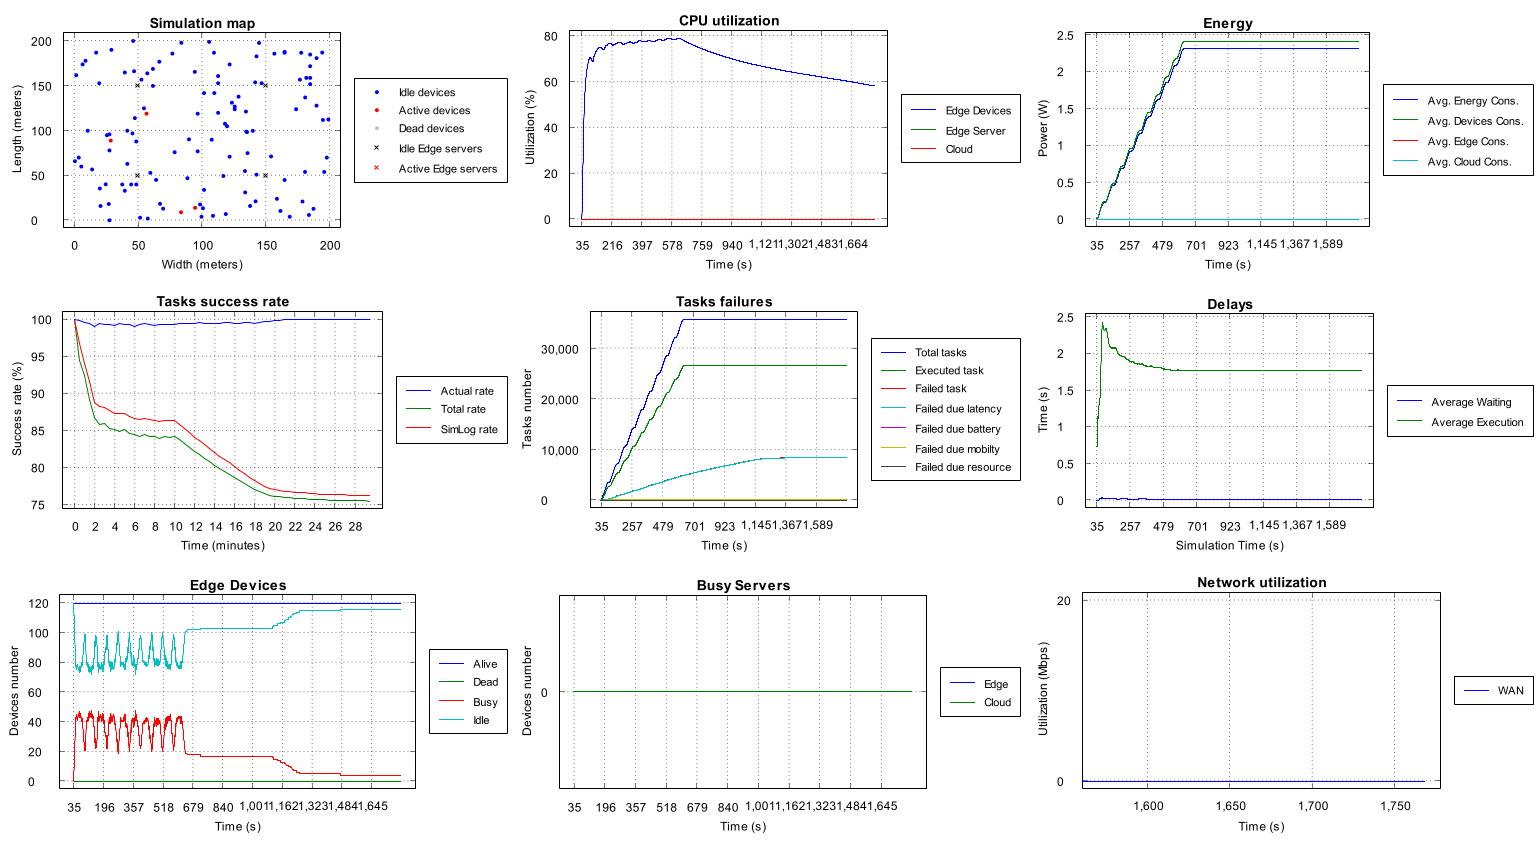 Simulation map
200
150
100
50
0
Length (meters)
0 50 100 150 200
Width (meters)
Idle devices
Active devices
Dead devices
Idle Edge servers
Active Edge servers
CPU utilization
80
60
40
20
0
Utilization (%)
35 216 397 578 759 940 1,121 1,302 1,483 1,664
Time (s)
Edge Devices
Edge Server
Cloud
Energy
2.5
2
1.5
1
0.5
0
Power (W)
35 257 479 701 923 1,145 1,367 1,589
Time (s)
Avg. Energy Cons.
Avg. Devices Cons.
Avg. Edge Cons.
Avg. Cloud Cons.
Tasks success rate
100
95
90
85
80
75
Success rate (%)
0 2 4 6 8 10 12 14 16 18 20 22 24 26 28
Time (minutes)
Actual rate
Total rate
SimLog rate
Tasks failures
30,000
20,000
10,000
0
Tasks number
35 257 479 701 923 1,145 1,367 1,589
Time (s)
Total tasks
Executed task
Failed task
Failed due latency
Failed due battery
Failed due mobilty
Failed due resource
Delays
2.5
2
1.5
1
0.5
0
Time (s)
35 257 479 701 923 1,145 1,367 1,589
Simulation Time (s)
Average Waiting
Average Execution
Edge Devices
120
100
80
60
40
20
0
Devices number
35 196 357 518 679 840 1,001 1,162 1,323 1,484 1,645
Time (s)
Alive
Dead
Busy
Idle
Busy Servers
0
Devices number
35 196 357 518 679 840 1,001 1,162 1,323 1,484 1,645
Time (s)
Edge
Cloud
Network utilization
20
0
Utilization (Mbps)
1,600 1,650 1,700 1,750
Time (s)
WAN